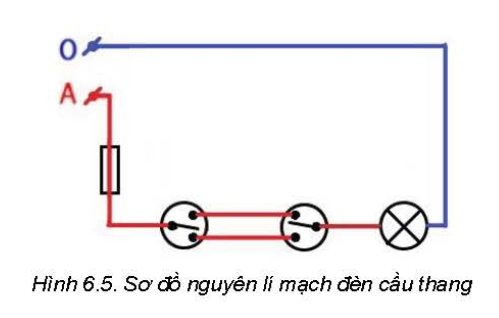 O
A
Hình 6.5. Sơ đồ nguyên lí mạch đèn cầu thang